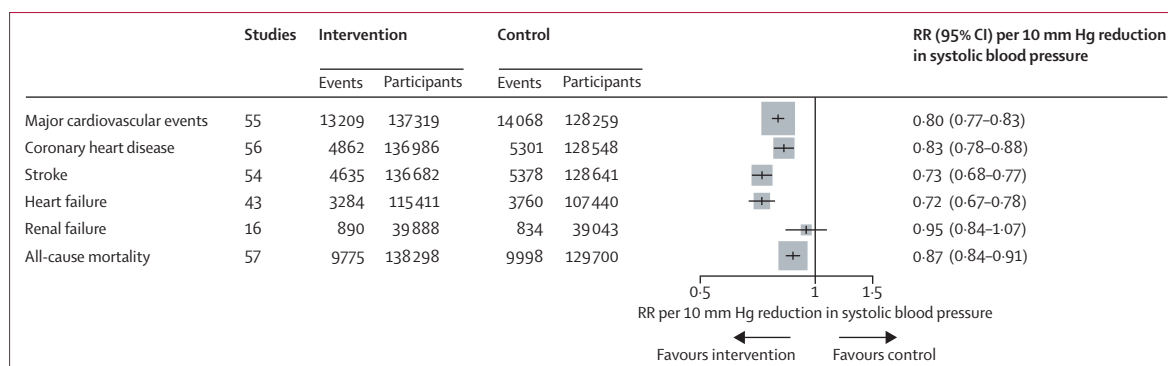 Studies Intervention Control RR (95% CI) per 10 mm Hg reduction
in systolic blood pressure
Events Participants Events Participants
Major cardiovascular events 55 13209 137319 14068 128259 0·80 (0·77–0·83)
Coronary heart disease 56 4862 136986 5301 128548 0·83 (0·78–0·88)
Stroke 54 4635 136682 5378 128641 0·73 (0·68–0·77)
Heart failure 43 3284 115411 3760 107440 0·72 (0·67–0·78)
Renal failure 16 890 39888 834 39043 0·95 (0·84–1·07)
All-cause mortality 57 9775 138298 9998 129700 0·87 (0·84–0·91)
0·5 1 1·5
RR per 10 mm Hg reduction in systolic blood pressure
Favours intervention Favours control